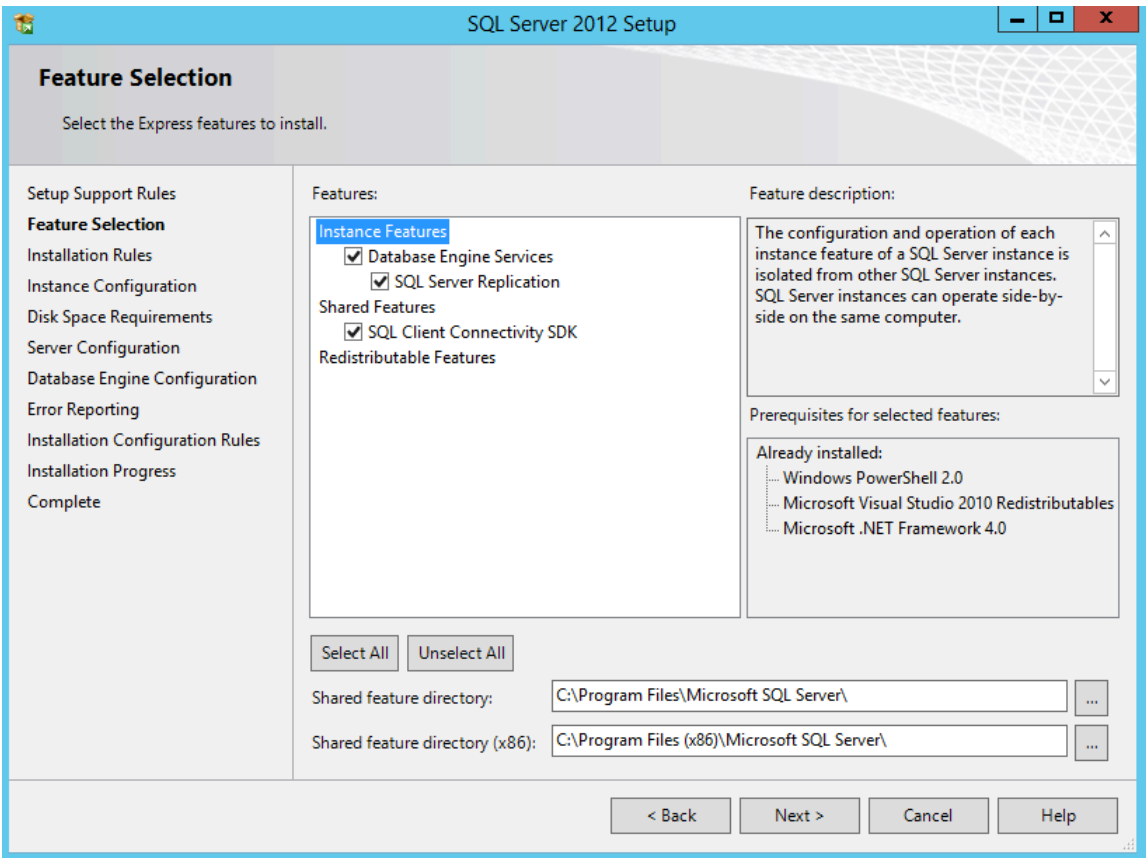 SQL Server 2012 Setup
Feature Selection
Select the Express features to install.
Setup Support Rules
Feature Selection
Installation Rules
Instance Configuration
Disk Space Requirements
Server Configuration
Database Engine Configuration
Error Reporting
Installation Configuration Rules
Installation Progress
Complete
Features:
Instance Features
Database Engine Services
SQL Server Replication
Shared Features
SQL Client Connectivity SDK
Redistributable Features
Feature description:
The configuration and operation of each
instance feature of a SQL Server instance is
isolated from other SQL Server instances.
SQL Server instances can operate side-by-
side on the same computer.
Prerequisites for selected features:
Already installed:
Windows PowerShell 2.0
Microsoft Visual Studio 2010 Redistributables
Microsoft .NET Framework 4.0
Select All
Unselect All
Shared feature directory:
C:\Program Files\Microsoft SQL Server\
...
Shared feature directory (x86):
C:\Program Files (x86)\Microsoft SQL Server\
...
< Back
Next >
Cancel
Help